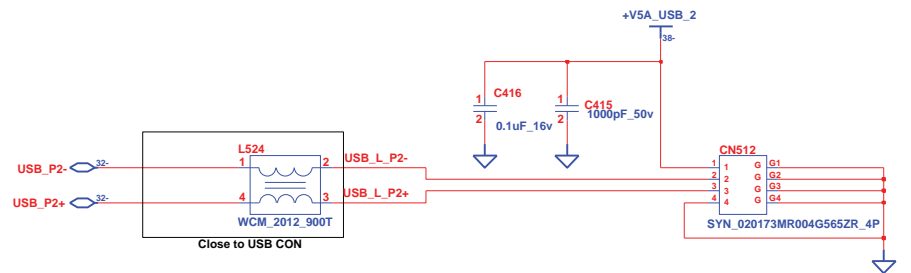 +V5A_USB_2
38-
1
C416
2
0.1uF_16v
1
C415
2
1000pF_50v
L524
USB_P2-
32-
1
2
USB_L_P2-
USB_P2+
32-
4
3
USB_L_P2+
WCM_2012_900T
Close to USB CON
CN512
1
1
G
G1
2
2
G
G2
3
3
G
G3
4
4
G
G4
SYN_020173MR004G565ZR_4P